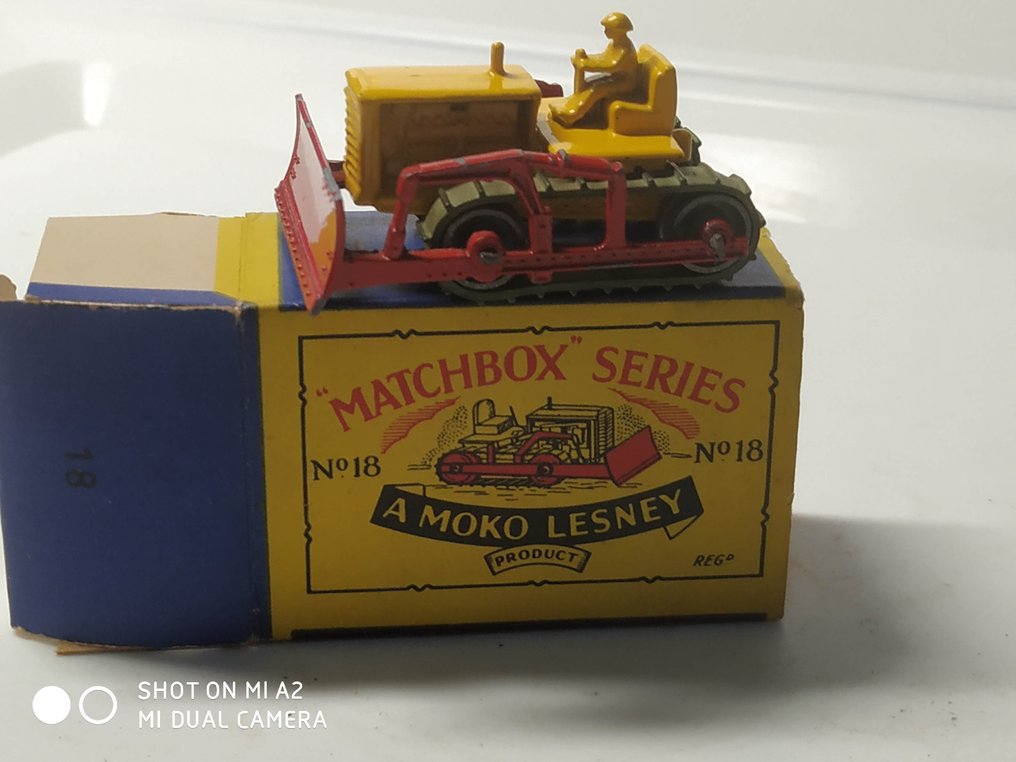 "MATCHBOX" SERIES
Nº18
Nº18
A MOKO LESNEY
PRODUCT
REGᴰ
18
SHOT ON MI A2
MI DUAL CAMERA